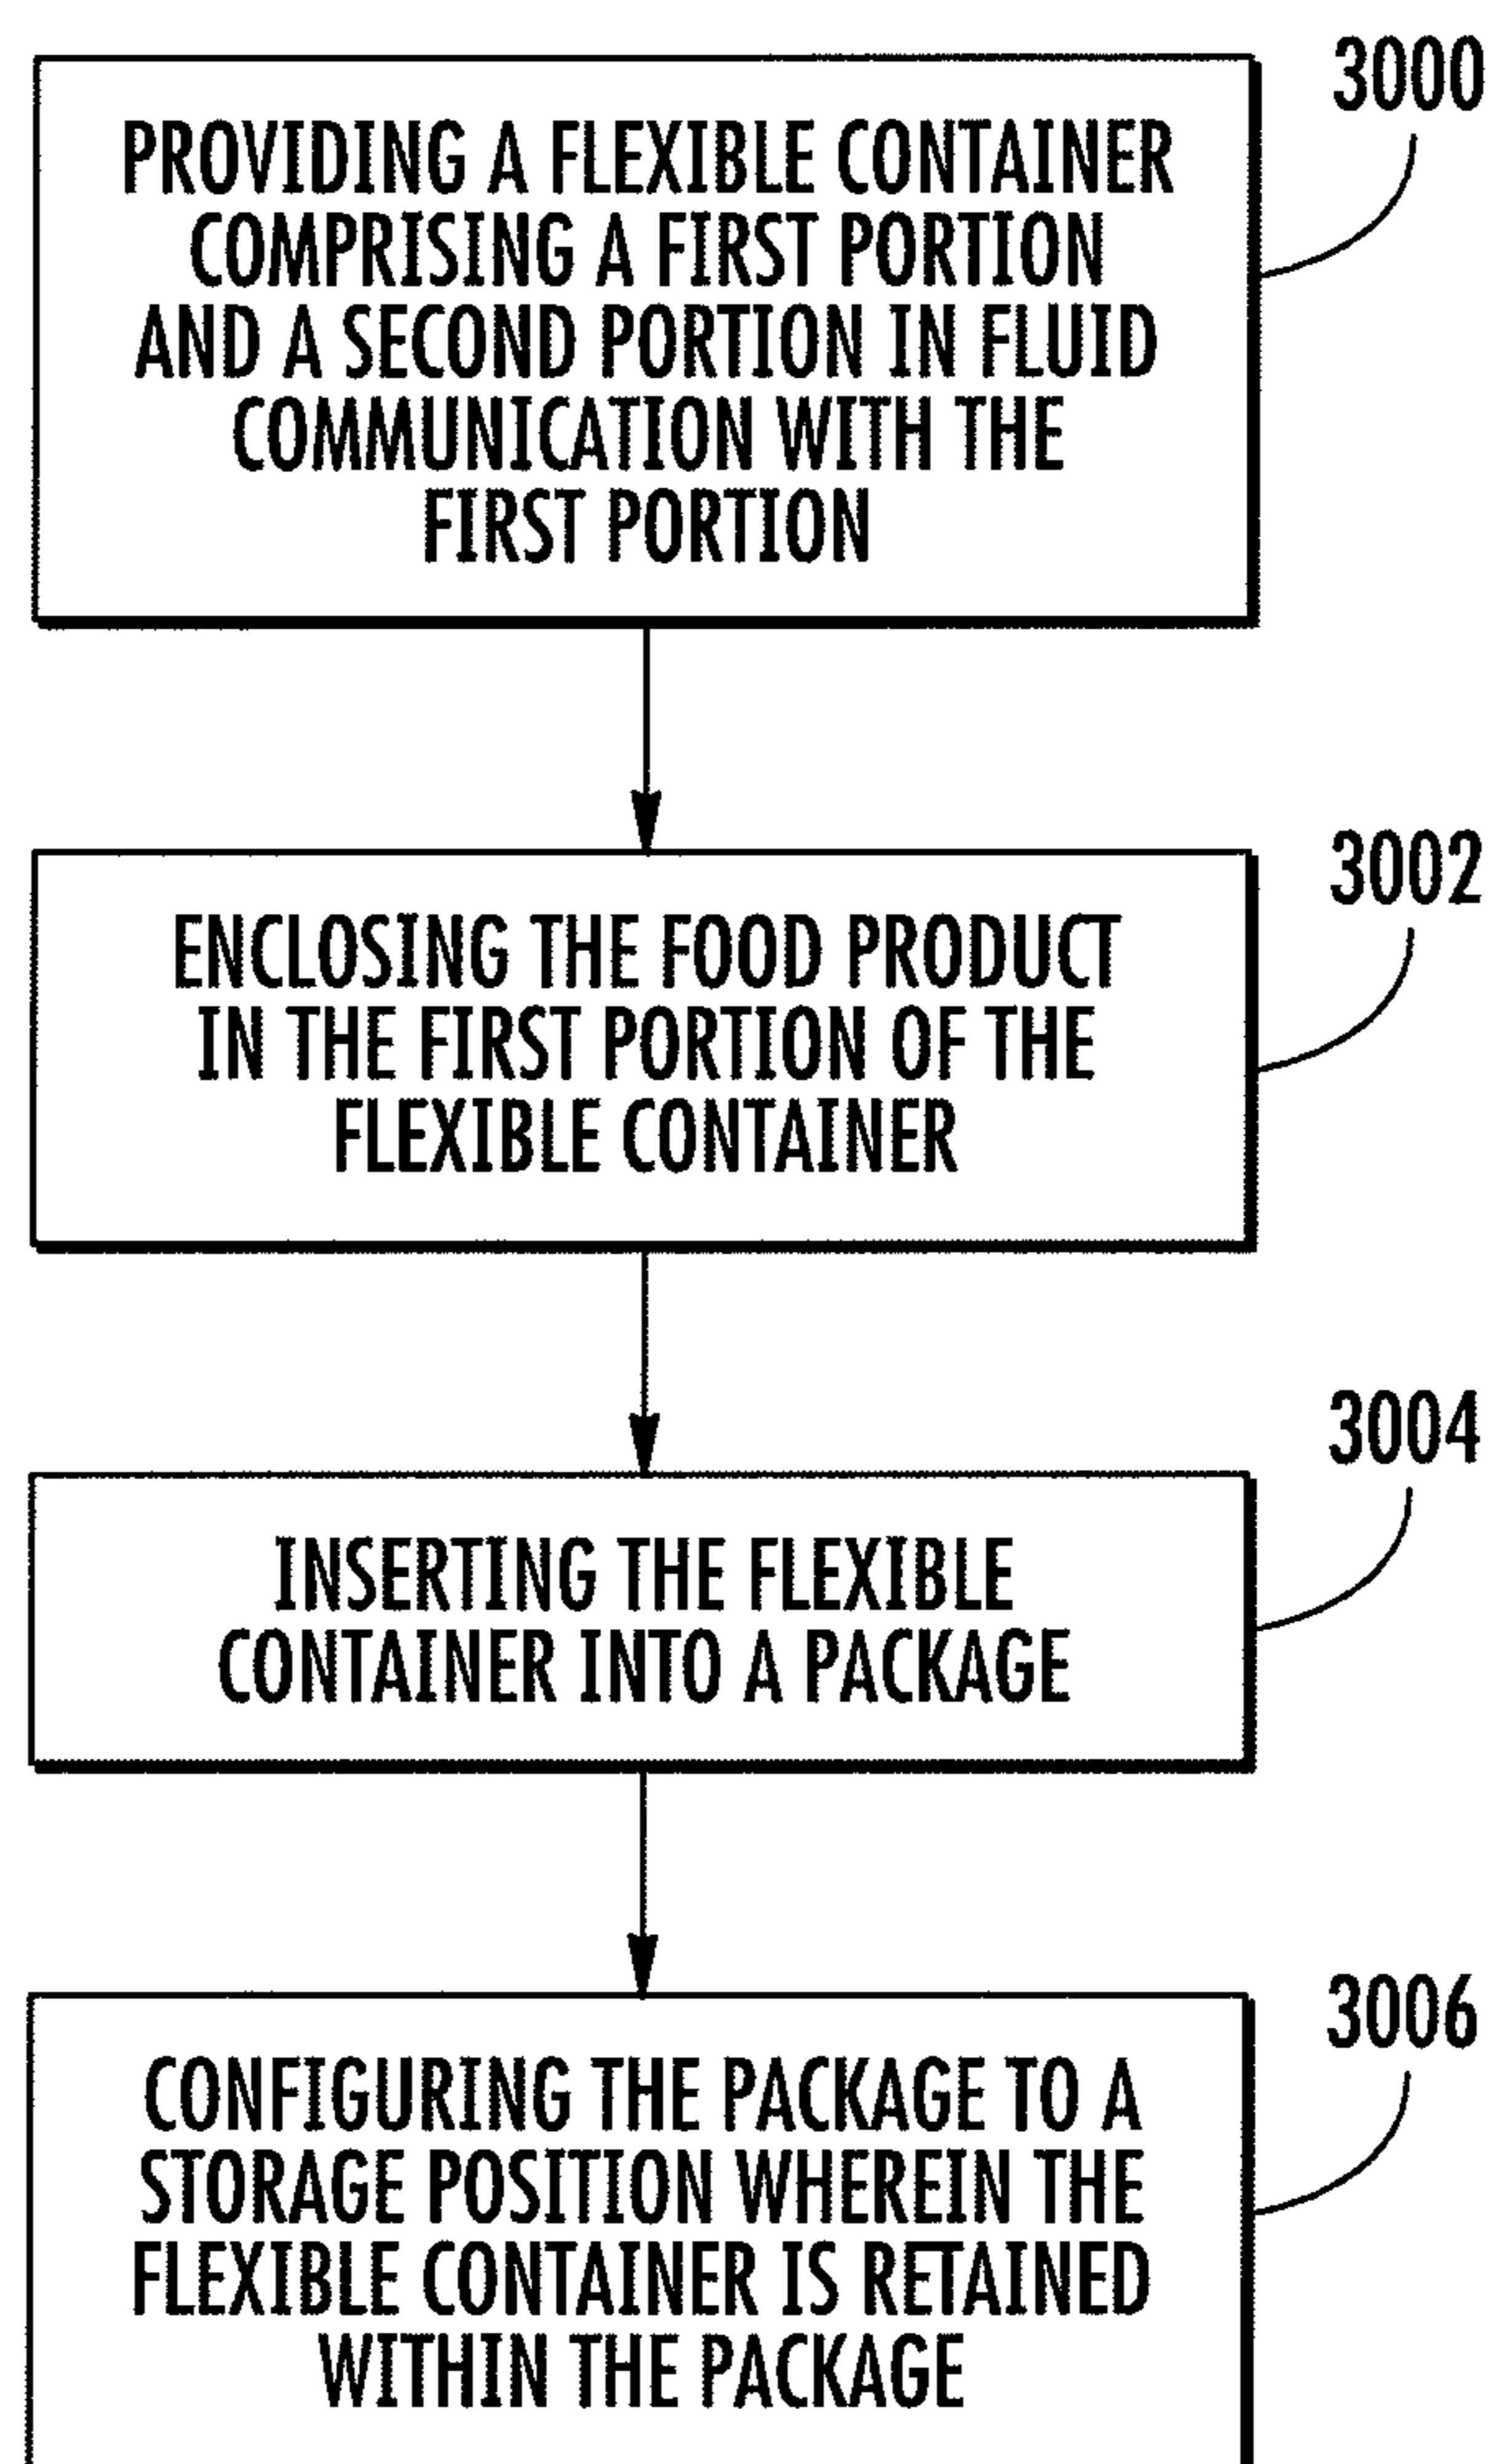 3000
PROVIDING A FLEXIBLE CONTAINER
COMPRISING A FIRST PORTION
AND A SECOND PORTION IN FLUID
COMMUNICATION WITH THE
FIRST PORTION
3002
ENCLOSING THE FOOD PRODUCT
IN THE FIRST PORTION OF THE
FLEXIBLE CONTAINER
3004
INSERTING THE FLEXIBLE
CONTAINER INTO A PACKAGE
3006
CONFIGURING THE PACKAGE TO A
STORAGE POSITION WHEREIN THE
FLEXIBLE CONTAINER IS RETAINED
WITHIN THE PACKAGE